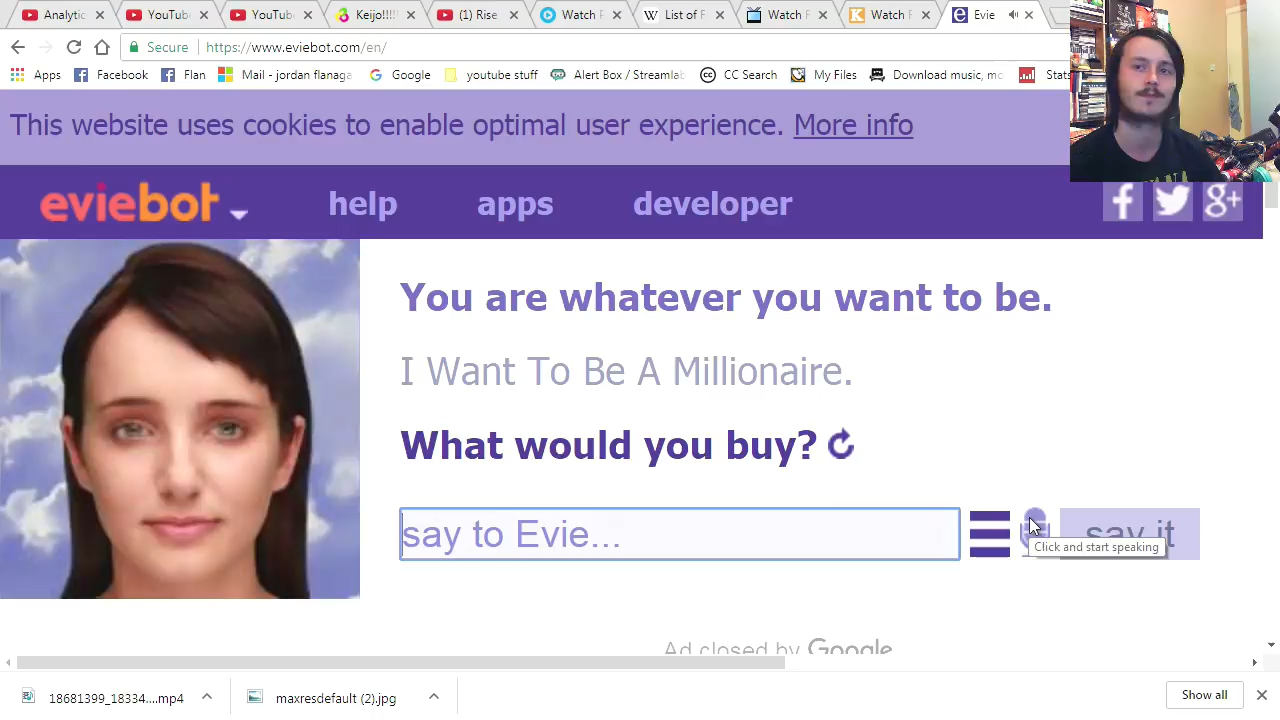 Analytic
YouTube
YouTube
Keijo!!!!
(1) Rise
Watch
List of
Watch
Watch
Evie
Secure https://www.eviebot.com/en/
Apps Facebook Flan Mail - jordan Google youtube stuff Alert Box / Streamlab CC Search My Files Download music, mo Stats
This website uses cookies to enable optimal user experience. More info
eviebot help apps developer
You are whatever you want to be.
I Want To Be A Millionaire.
What would you buy?
say to Evie...
say it
Click and start speaking
Ad closed by Google
18681399_18334....mp4
maxresdefault (2).jpg
Show all